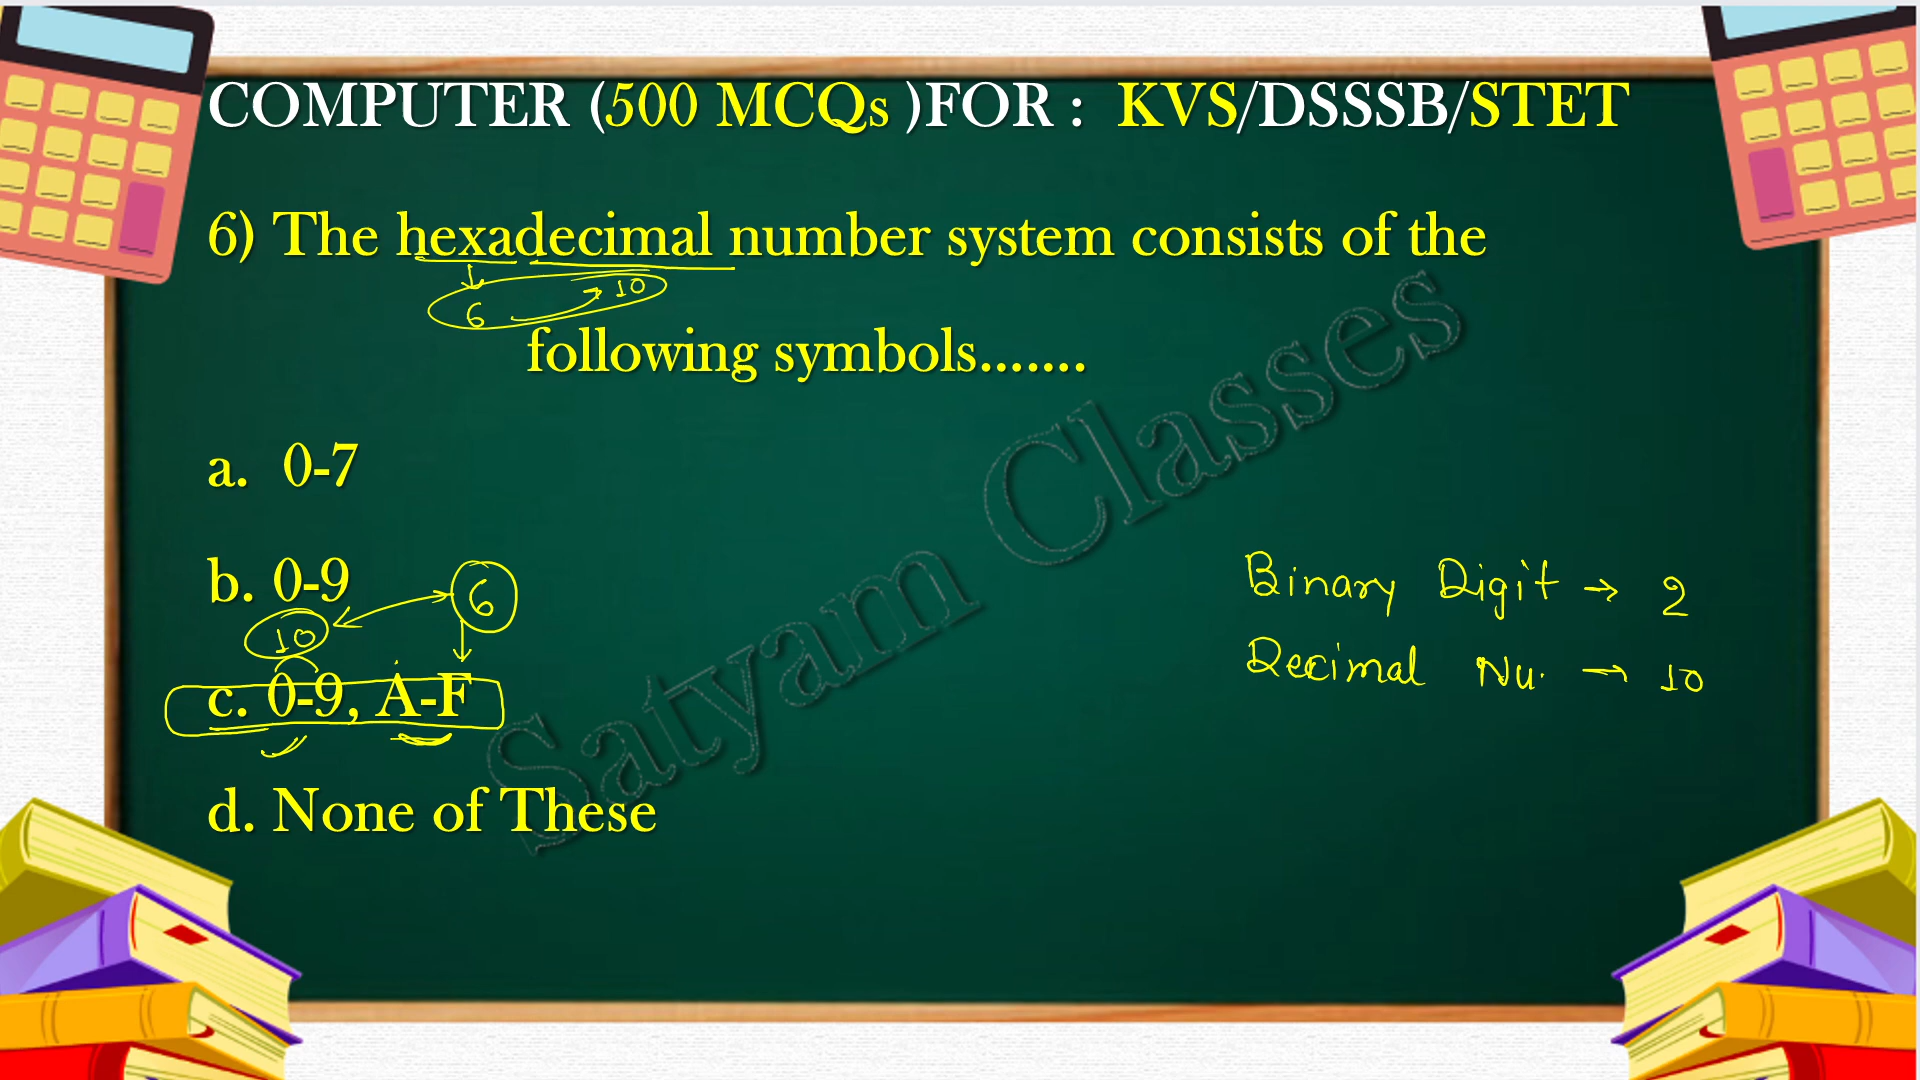 COMPUTER (500 MCQs )FOR : KVS/DSSSB/STET
6) The hexadecimal number system consists of the
6 → 10
following symbols.......
a. 0-7
b. 0-9
10 6
c. 0-9, A-F
d. None of These
Binary Digit → 2
Decimal Nu. → 10
Satyam Classes